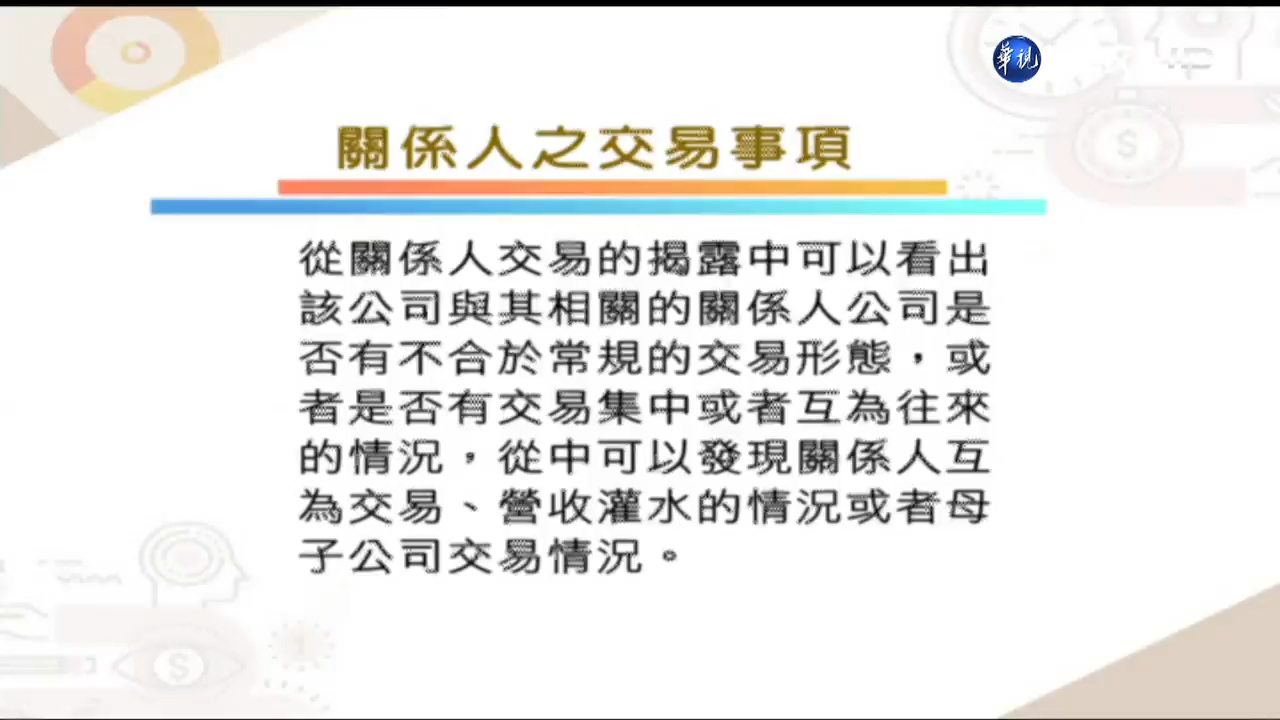 華視
關係人之交易事項
從關係人交易的揭露中可以看出
該公司與其相關的關係人公司是
否有不合於常規的交易形態，或
者是否有交易集中或者互為往來
的情況，從中可以發現關係人互
為交易、營收灌水的情況或者母
子公司交易情況。